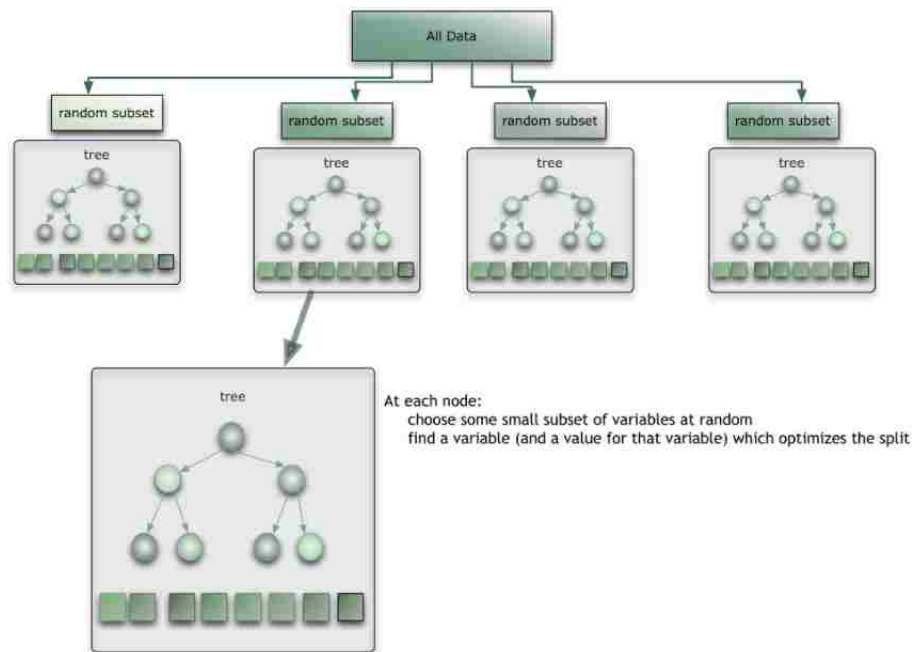 All Data
random subset
random subset
random subset
random subset
tree
tree
tree
tree
tree
At each node:
choose some small subset of variables at random
find a variable (and a value for that variable) which optimizes the split